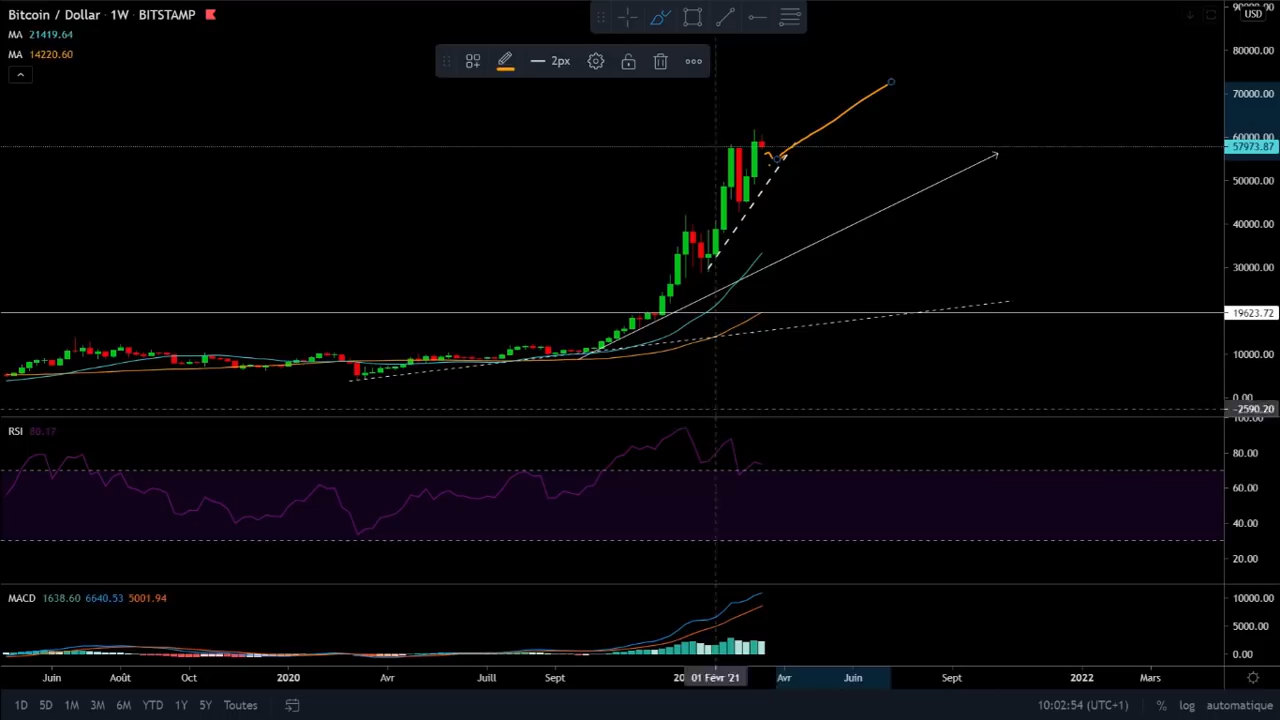 Bitcoin / Dollar · 1W · BITSTAMP
USD
MA 21419.64
MA 14220.60
2px
80000.00
70000.00
60000.00
57973.87
50000.00
40000.00
30000.00
19623.72
10000.00
0.00
-2590.20
RSI 80.17
80.00
60.00
40.00
20.00
MACD 1638.60 6640.53 5001.94
10000.00
5000.00
0.00
Juin Août Oct 2020 Avr Juill Sept 01 Févr '21 Avr Juin Sept 2022 Mars
1D 5D 1M 3M 6M YTD 1Y 5Y Toutes 10:02:54 (UTC+1) % log automatique